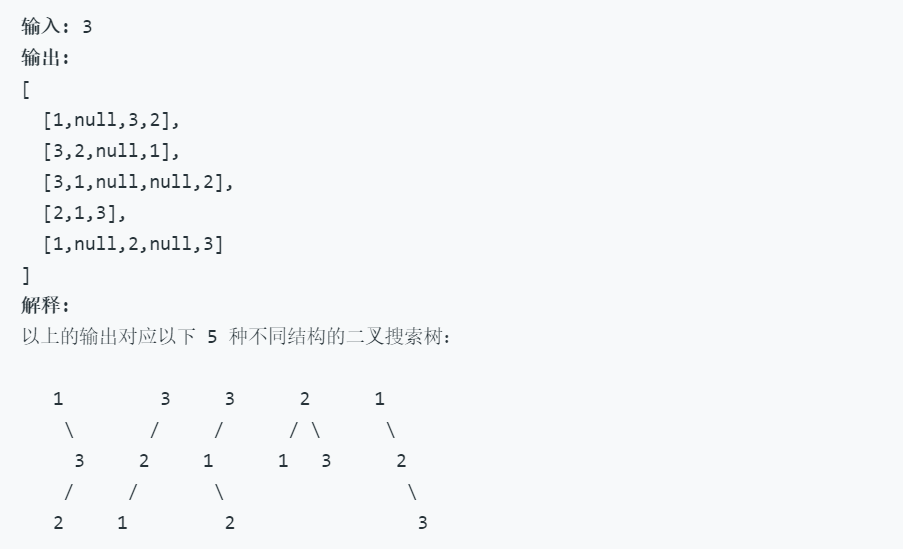 输入: 3
输出:
[
  [1,null,3,2],
  [3,2,null,1],
  [3,1,null,null,2],
  [2,1,3],
  [1,null,2,null,3]
]
解释:
以上的输出对应以下 5 种不同结构的二叉搜索树：
   1         3     3      2      1
    \       /     /      / \      \
     3     2     1      1   3      2
    /     /       \                 \
   2     1         2                 3